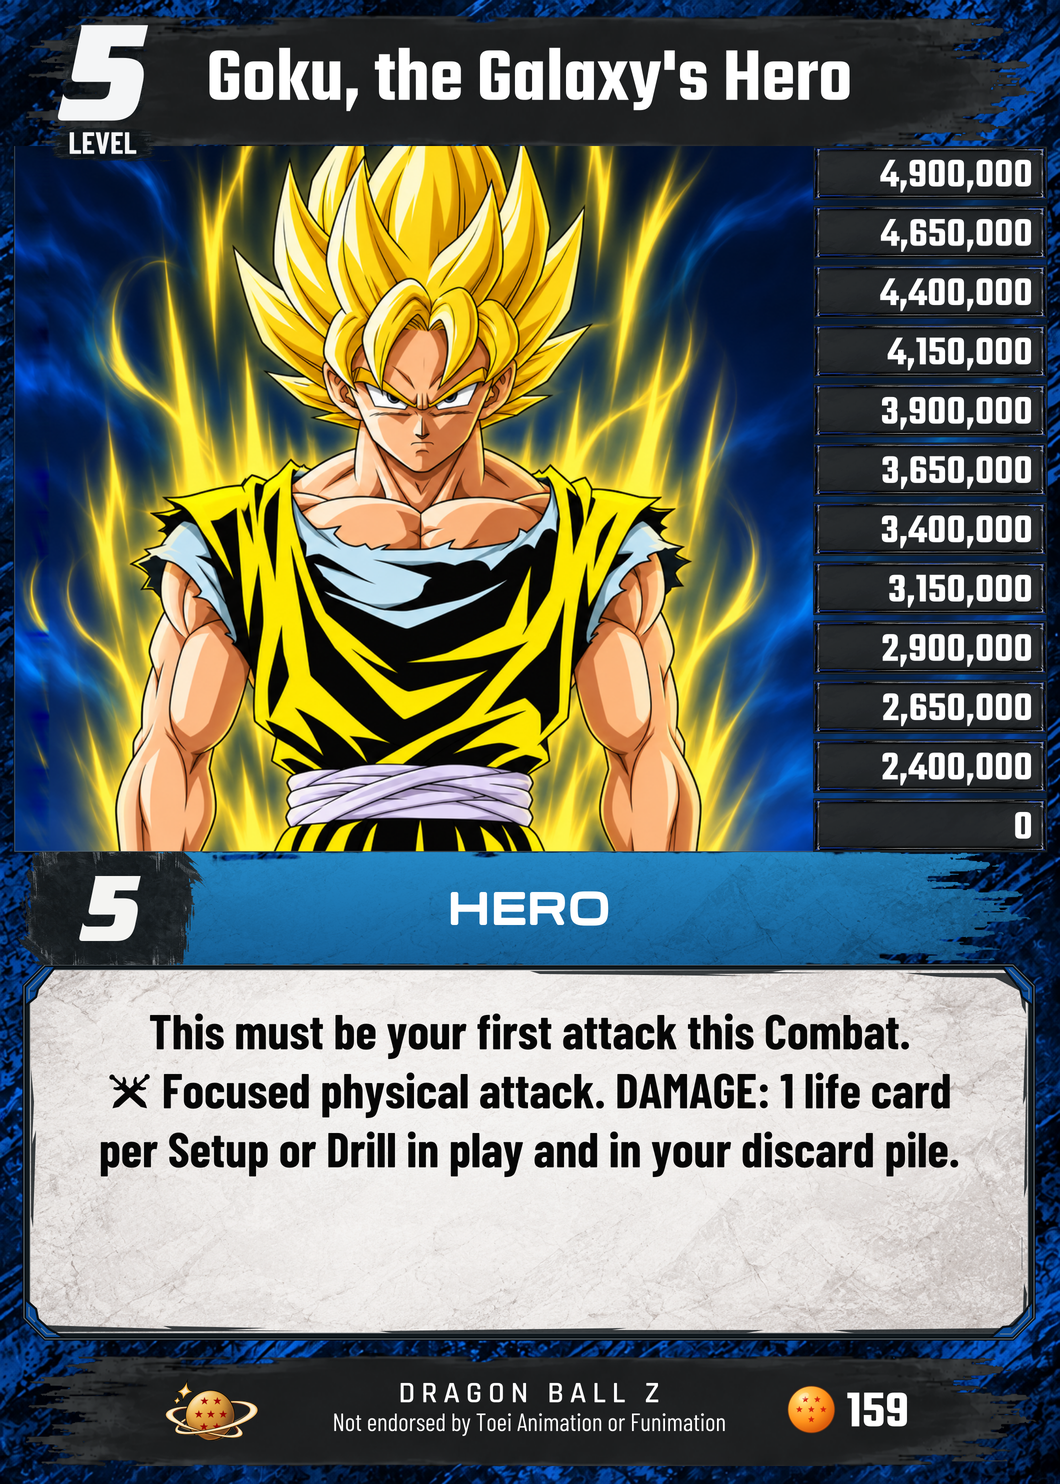 5
LEVEL
Goku, the Galaxy's Hero
4,900,000
4,650,000
4,400,000
4,150,000
3,900,000
3,650,000
3,400,000
3,150,000
2,900,000
2,650,000
2,400,000
0
5
HERO
This must be your first attack this Combat.
Focused physical attack. DAMAGE: 1 life card
per Setup or Drill in play and in your discard pile.
DRAGON BALL Z
Not endorsed by Toei Animation or Funimation
159